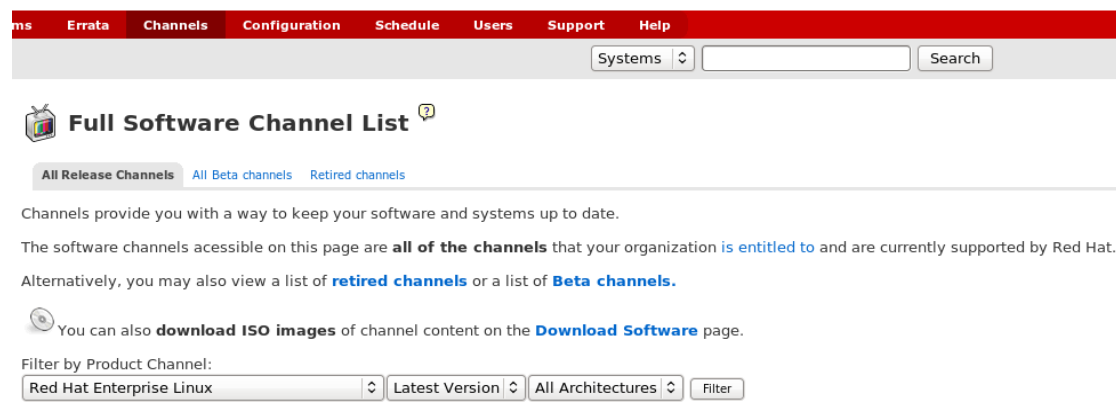 ms Errata Channels Configuration Schedule Users Support Help
Systems Search
Full Software Channel List ?
All Release Channels All Beta channels Retired channels
Channels provide you with a way to keep your software and systems up to date.
The software channels acessible on this page are all of the channels that your organization is entitled to and are currently supported by Red Hat.
Alternatively, you may also view a list of retired channels or a list of Beta channels.
You can also download ISO images of channel content on the Download Software page.
Filter by Product Channel:
Red Hat Enterprise Linux Latest Version All Architectures Filter